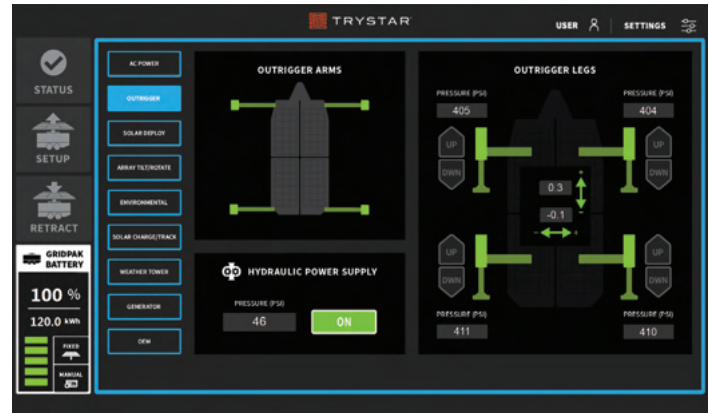 TRYSTAR
USER
SETTINGS
STATUS
SETUP
RETRACT
GRIDPAK
BATTERY
100 %
120.0 kWh
FIXED
MANUAL
AC POWER
OUTRIGGER
SOLAR DEPLOY
ARRAY TILT/ROTATE
ENVIRONMENTAL
SOLAR CHARGE/TRACK
WEATHER TOWER
GENERATOR
OEM
OUTRIGGER ARMS
HYDRAULIC POWER SUPPLY
PRESSURE (PSI)
46
ON
OUTRIGGER LEGS
PRESSURE (PSI)
405
PRESSURE (PSI)
404
UP
DWN
UP
DWN
0.3
+
-
-0.1
- +
UP
DWN
UP
DWN
PRESSURE (PSI)
411
PRESSURE (PSI)
410